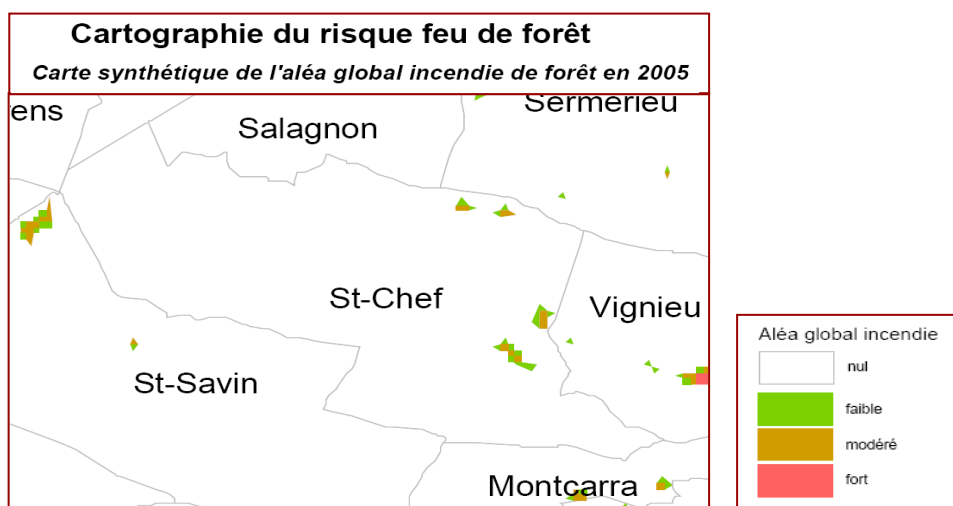 Cartographie du risque feu de forêt
Carte synthétique de l'aléa global incendie de forêt en 2005
rens
Salagnon
Sermérieu
St-Chef
Vignieu
St-Savin
Montcarra
Aléa global incendie
nul
faible
modéré
fort